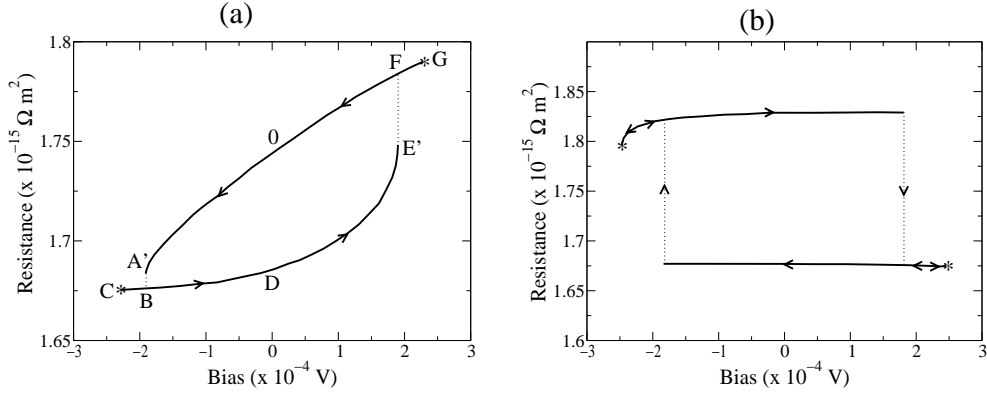 (a)
1.8
1.75
1.7
1.65
Resistance (x 10⁻¹⁵ Ω m²)
F
G
0
E'
A'
C
B
D
*
*
−3
−2
−1
0
1
2
3
Bias (x 10⁻⁴ V)
(b)
1.85
1.8
1.75
1.7
1.65
1.6
Resistance (x 10⁻¹⁵ Ω m²)
*
*
−3
−2
−1
0
1
2
3
Bias (x 10⁻⁴ V)